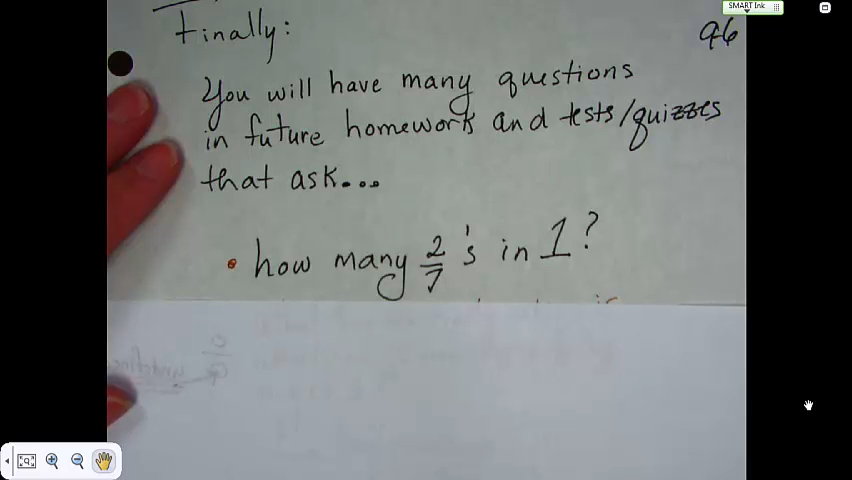 SMART Ink
Finally:
96
You will have many questions
in future homework and tests/quizzes
that ask...
• how many 2/7's in 1?